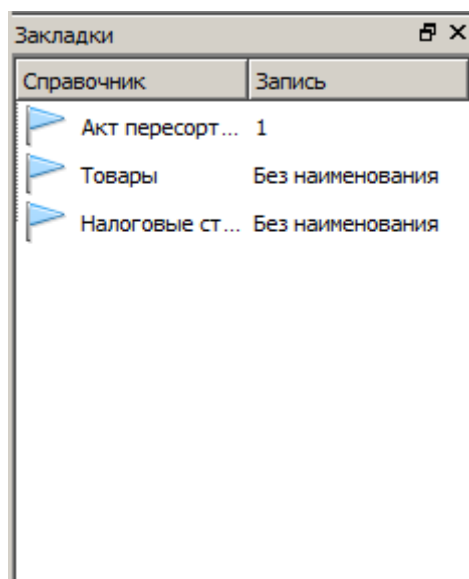 Закладки
Справочник Запись
Акт пересорт... 1
Товары Без наименования
Налоговые ст... Без наименования